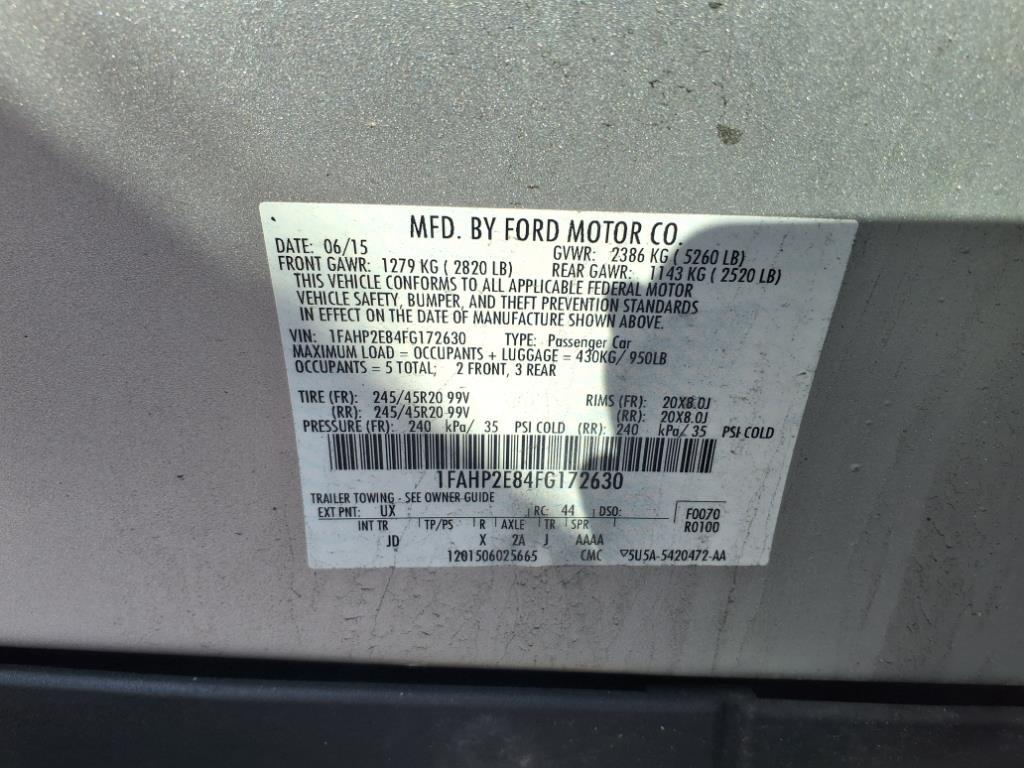 MFD. BY FORD MOTOR CO.
DATE: 06/15 GVWR: 2386 KG ( 5260 LB)
FRONT GAWR: 1279 KG ( 2820 LB) REAR GAWR: 1143 KG ( 2520 LB)
THIS VEHICLE CONFORMS TO ALL APPLICABLE FEDERAL MOTOR
VEHICLE SAFETY, BUMPER, AND THEFT PREVENTION STANDARDS
IN EFFECT ON THE DATE OF MANUFACTURE SHOWN ABOVE.
VIN: 1FAHP2E84FG172630 TYPE: Passenger Car
MAXIMUM LOAD = OCCUPANTS + LUGGAGE = 430KG/ 950LB
OCCUPANTS = 5 TOTAL; 2 FRONT, 3 REAR
TIRE (FR): 245/45R20 99V RIMS (FR): 20X8.0J
(RR): 245/45R20 99V (RR): 20X8.0J
PRESSURE (FR): 240 kPa/ 35 PSI COLD (RR): 240 kPa/ 35 PSI COLD
1FAHP2E84FG172630
TRAILER TOWING - SEE OWNER GUIDE
EXT PNT: UX RC: 44 DSO: F0070
INT TR TP/PS R AXLE TR SPR R0100
JD X 2A J AAAA
1201506025665 CMC ▽5U5A-5420472-AA